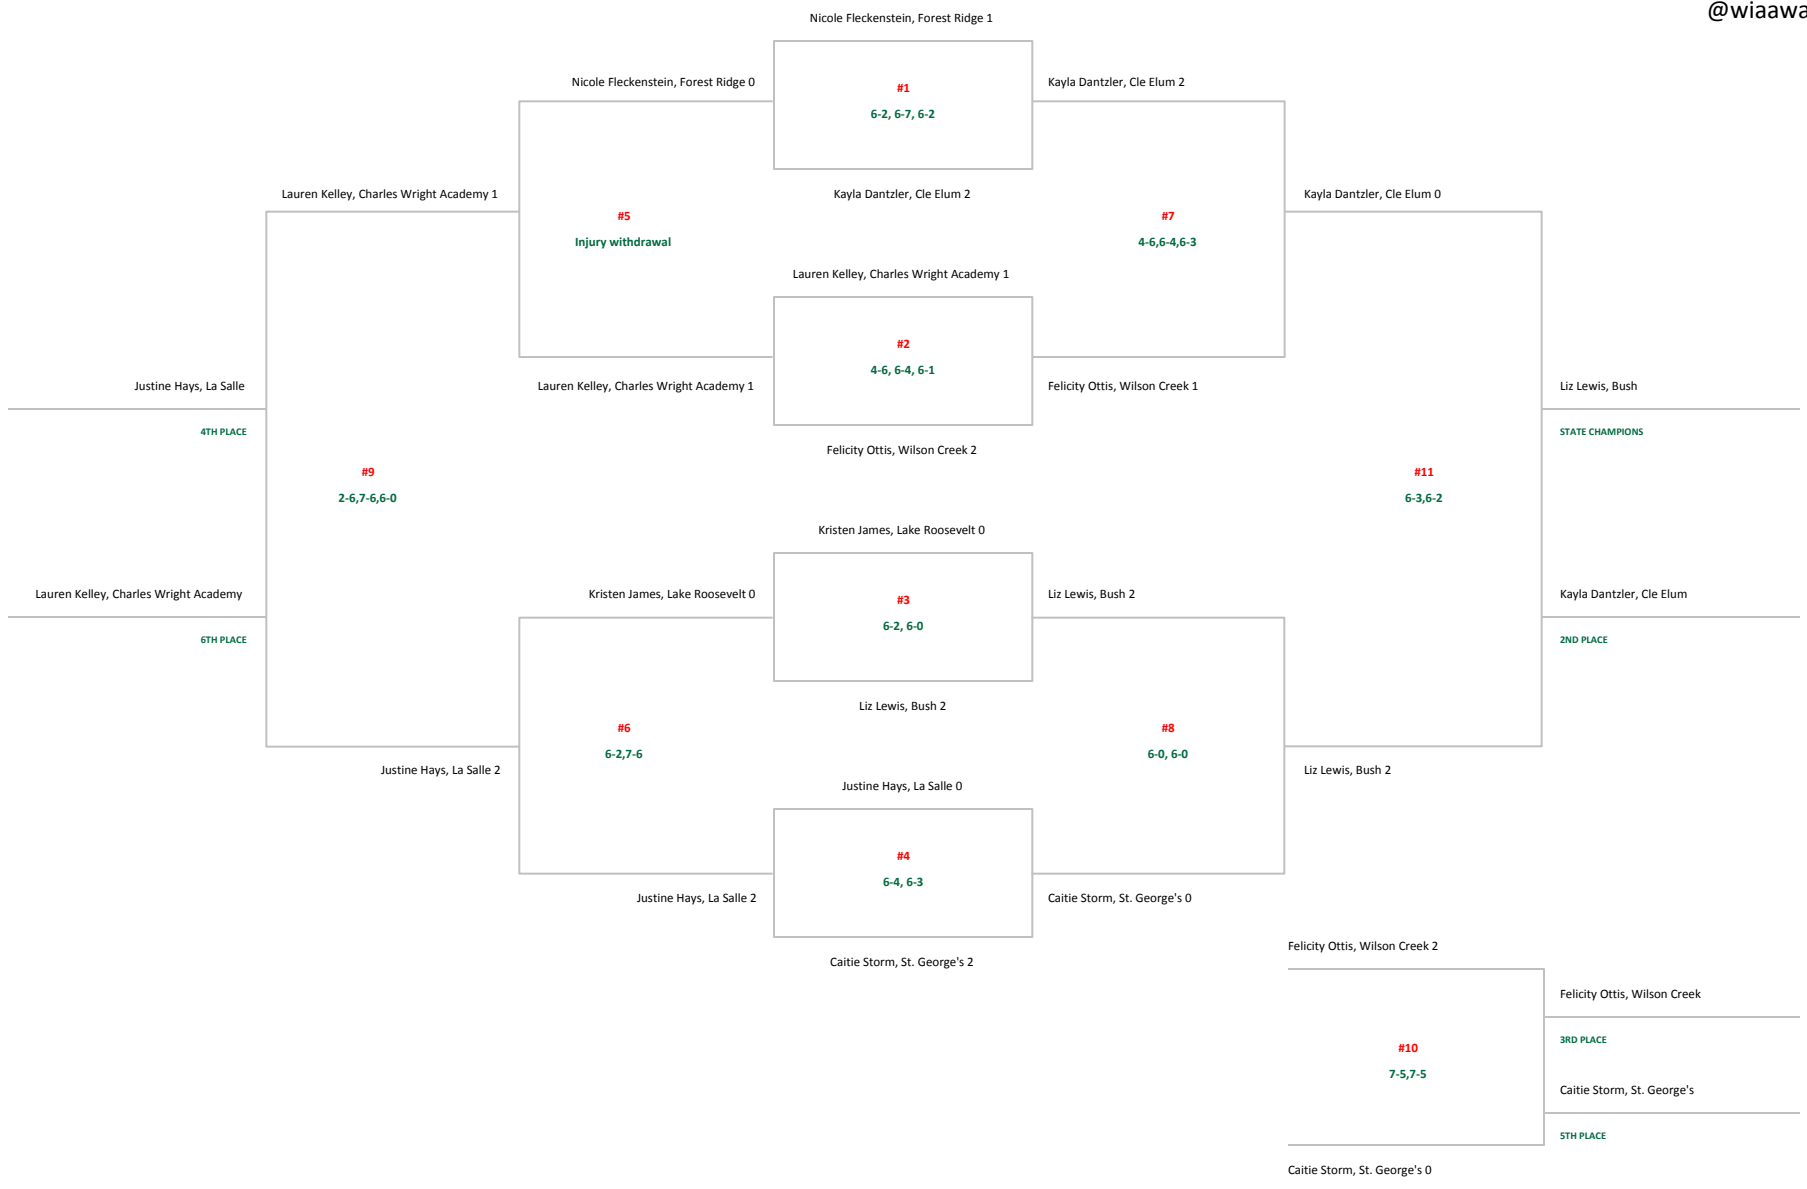 @wiaawa
Nicole Fleckenstein, Forest Ridge 1
Nicole Fleckenstein, Forest Ridge 0
Kayla Dantzler, Cle Elum 2
#1
6-2, 6-7, 6-2
Lauren Kelley, Charles Wright Academy 1
Kayla Dantzler, Cle Elum 2
Kayla Dantzler, Cle Elum 0
#5
#7
Injury withdrawal
4-6,6-4,6-3
Lauren Kelley, Charles Wright Academy 1
#2
4-6, 6-4, 6-1
Justine Hays, La Salle
Lauren Kelley, Charles Wright Academy 1
Felicity Ottis, Wilson Creek 1
Liz Lewis, Bush
4TH PLACE
STATE CHAMPIONS
Felicity Ottis, Wilson Creek 2
#9
#11
2-6,7-6,6-0
6-3,6-2
Kristen James, Lake Roosevelt 0
Lauren Kelley, Charles Wright Academy
Kristen James, Lake Roosevelt 0
#3
Liz Lewis, Bush 2
Kayla Dantzler, Cle Elum
6-2, 6-0
6TH PLACE
2ND PLACE
Liz Lewis, Bush 2
#6
#8
6-2,7-6
6-0, 6-0
Justine Hays, La Salle 2
Liz Lewis, Bush 2
Justine Hays, La Salle 0
#4
6-4, 6-3
Justine Hays, La Salle 2
Caitie Storm, St. George's 0
Felicity Ottis, Wilson Creek 2
Caitie Storm, St. George's 2
Felicity Ottis, Wilson Creek
3RD PLACE
#10
7-5,7-5
Caitie Storm, St. George's
5TH PLACE
Caitie Storm, St. George's 0